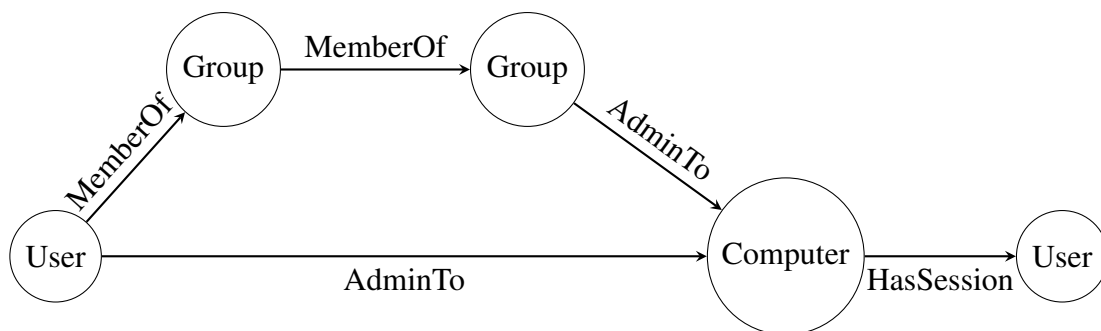 MemberOf
Group
Group
MemberOf
AdminTo
User
Computer
User
AdminTo
HasSession